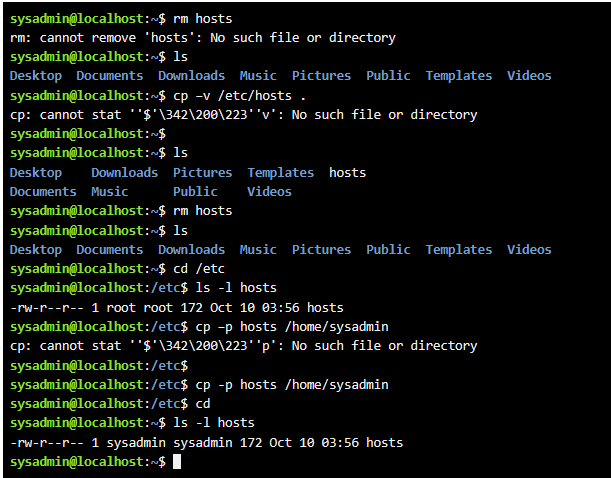 sysadmin@localhost:~$ rm hosts
rm: cannot remove 'hosts': No such file or directory
sysadmin@localhost:~$ ls
Desktop  Documents  Downloads  Music  Pictures  Public  Templates  Videos
sysadmin@localhost:~$ cp –v /etc/hosts .
cp: cannot stat ''$'\342\200\223''v': No such file or directory
sysadmin@localhost:~$
sysadmin@localhost:~$ ls
Desktop    Downloads  Pictures  Templates  hosts
Documents  Music      Public    Videos
sysadmin@localhost:~$ rm hosts
sysadmin@localhost:~$ ls
Desktop  Documents  Downloads  Music  Pictures  Public  Templates  Videos
sysadmin@localhost:~$ cd /etc
sysadmin@localhost:/etc$ ls -l hosts
-rw-r--r-- 1 root root 172 Oct 10 03:56 hosts
sysadmin@localhost:/etc$ cp –p hosts /home/sysadmin
cp: cannot stat ''$'\342\200\223''p': No such file or directory
sysadmin@localhost:/etc$
sysadmin@localhost:/etc$ cp -p hosts /home/sysadmin
sysadmin@localhost:/etc$ cd
sysadmin@localhost:~$ ls -l hosts
-rw-r--r-- 1 sysadmin sysadmin 172 Oct 10 03:56 hosts
sysadmin@localhost:~$